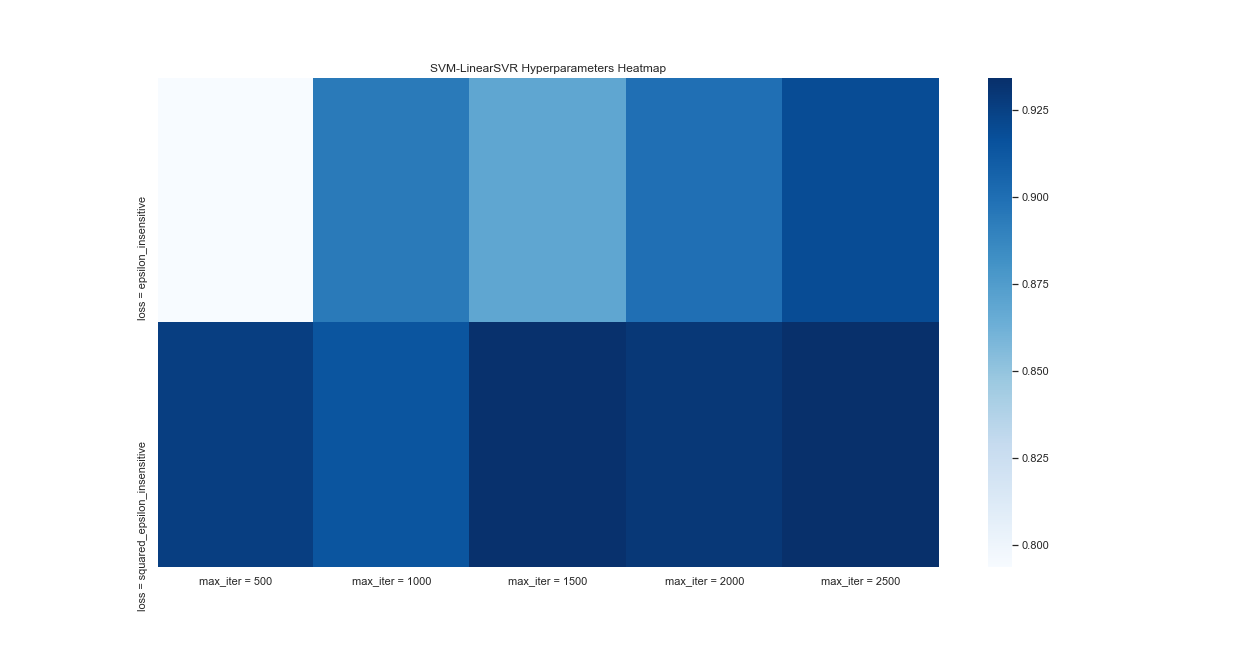 SVM-LinearSVR Hyperparameters Heatmap
loss = epsilon_insensitive
loss = squared_epsilon_insensitive
max_iter = 500
max_iter = 1000
max_iter = 1500
max_iter = 2000
max_iter = 2500
0.925
0.900
0.875
0.850
0.825
0.800